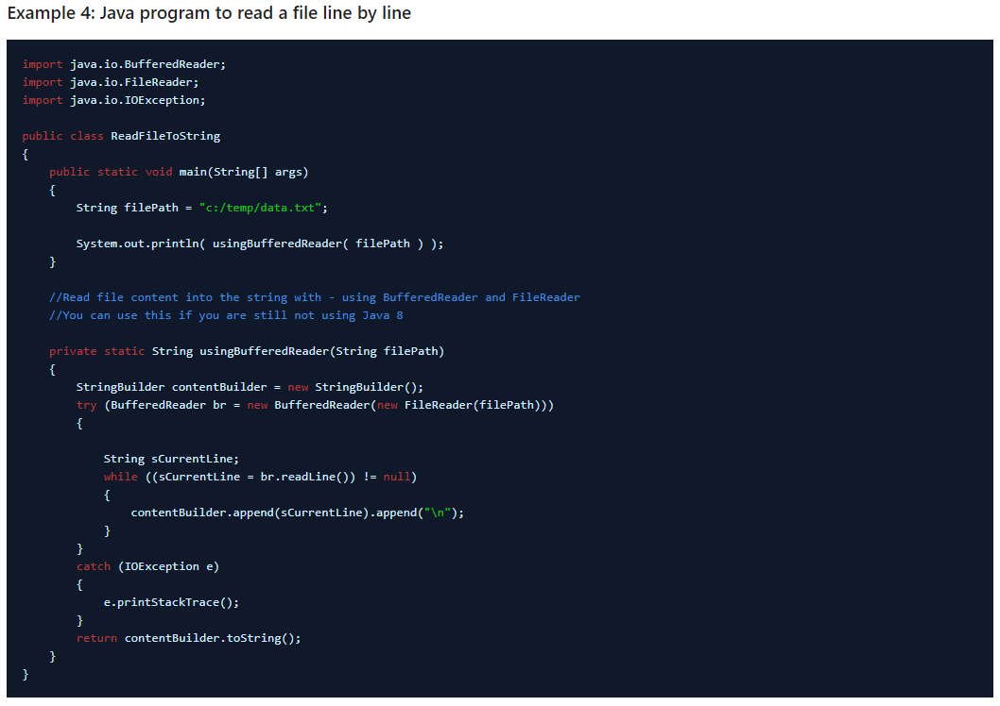 Example 4: Java program to read a file line by line
import java.io.BufferedReader;
import java.io.FileReader;
import java.io.IOException;
public class ReadFileToString
{
    public static void main(String[] args)
    {
        String filePath = "c:/temp/data.txt";
        System.out.println( usingBufferedReader( filePath ) );
    }
    //Read file content into the string with - using BufferedReader and FileReader
    //You can use this if you are still not using Java 8
    private static String usingBufferedReader(String filePath)
    {
        StringBuilder contentBuilder = new StringBuilder();
        try (BufferedReader br = new BufferedReader(new FileReader(filePath)))
        {
            String sCurrentLine;
            while ((sCurrentLine = br.readLine()) != null)
            {
                contentBuilder.append(sCurrentLine).append("\n");
            }
        }
        catch (IOException e)
        {
            e.printStackTrace();
        }
        return contentBuilder.toString();
    }
}